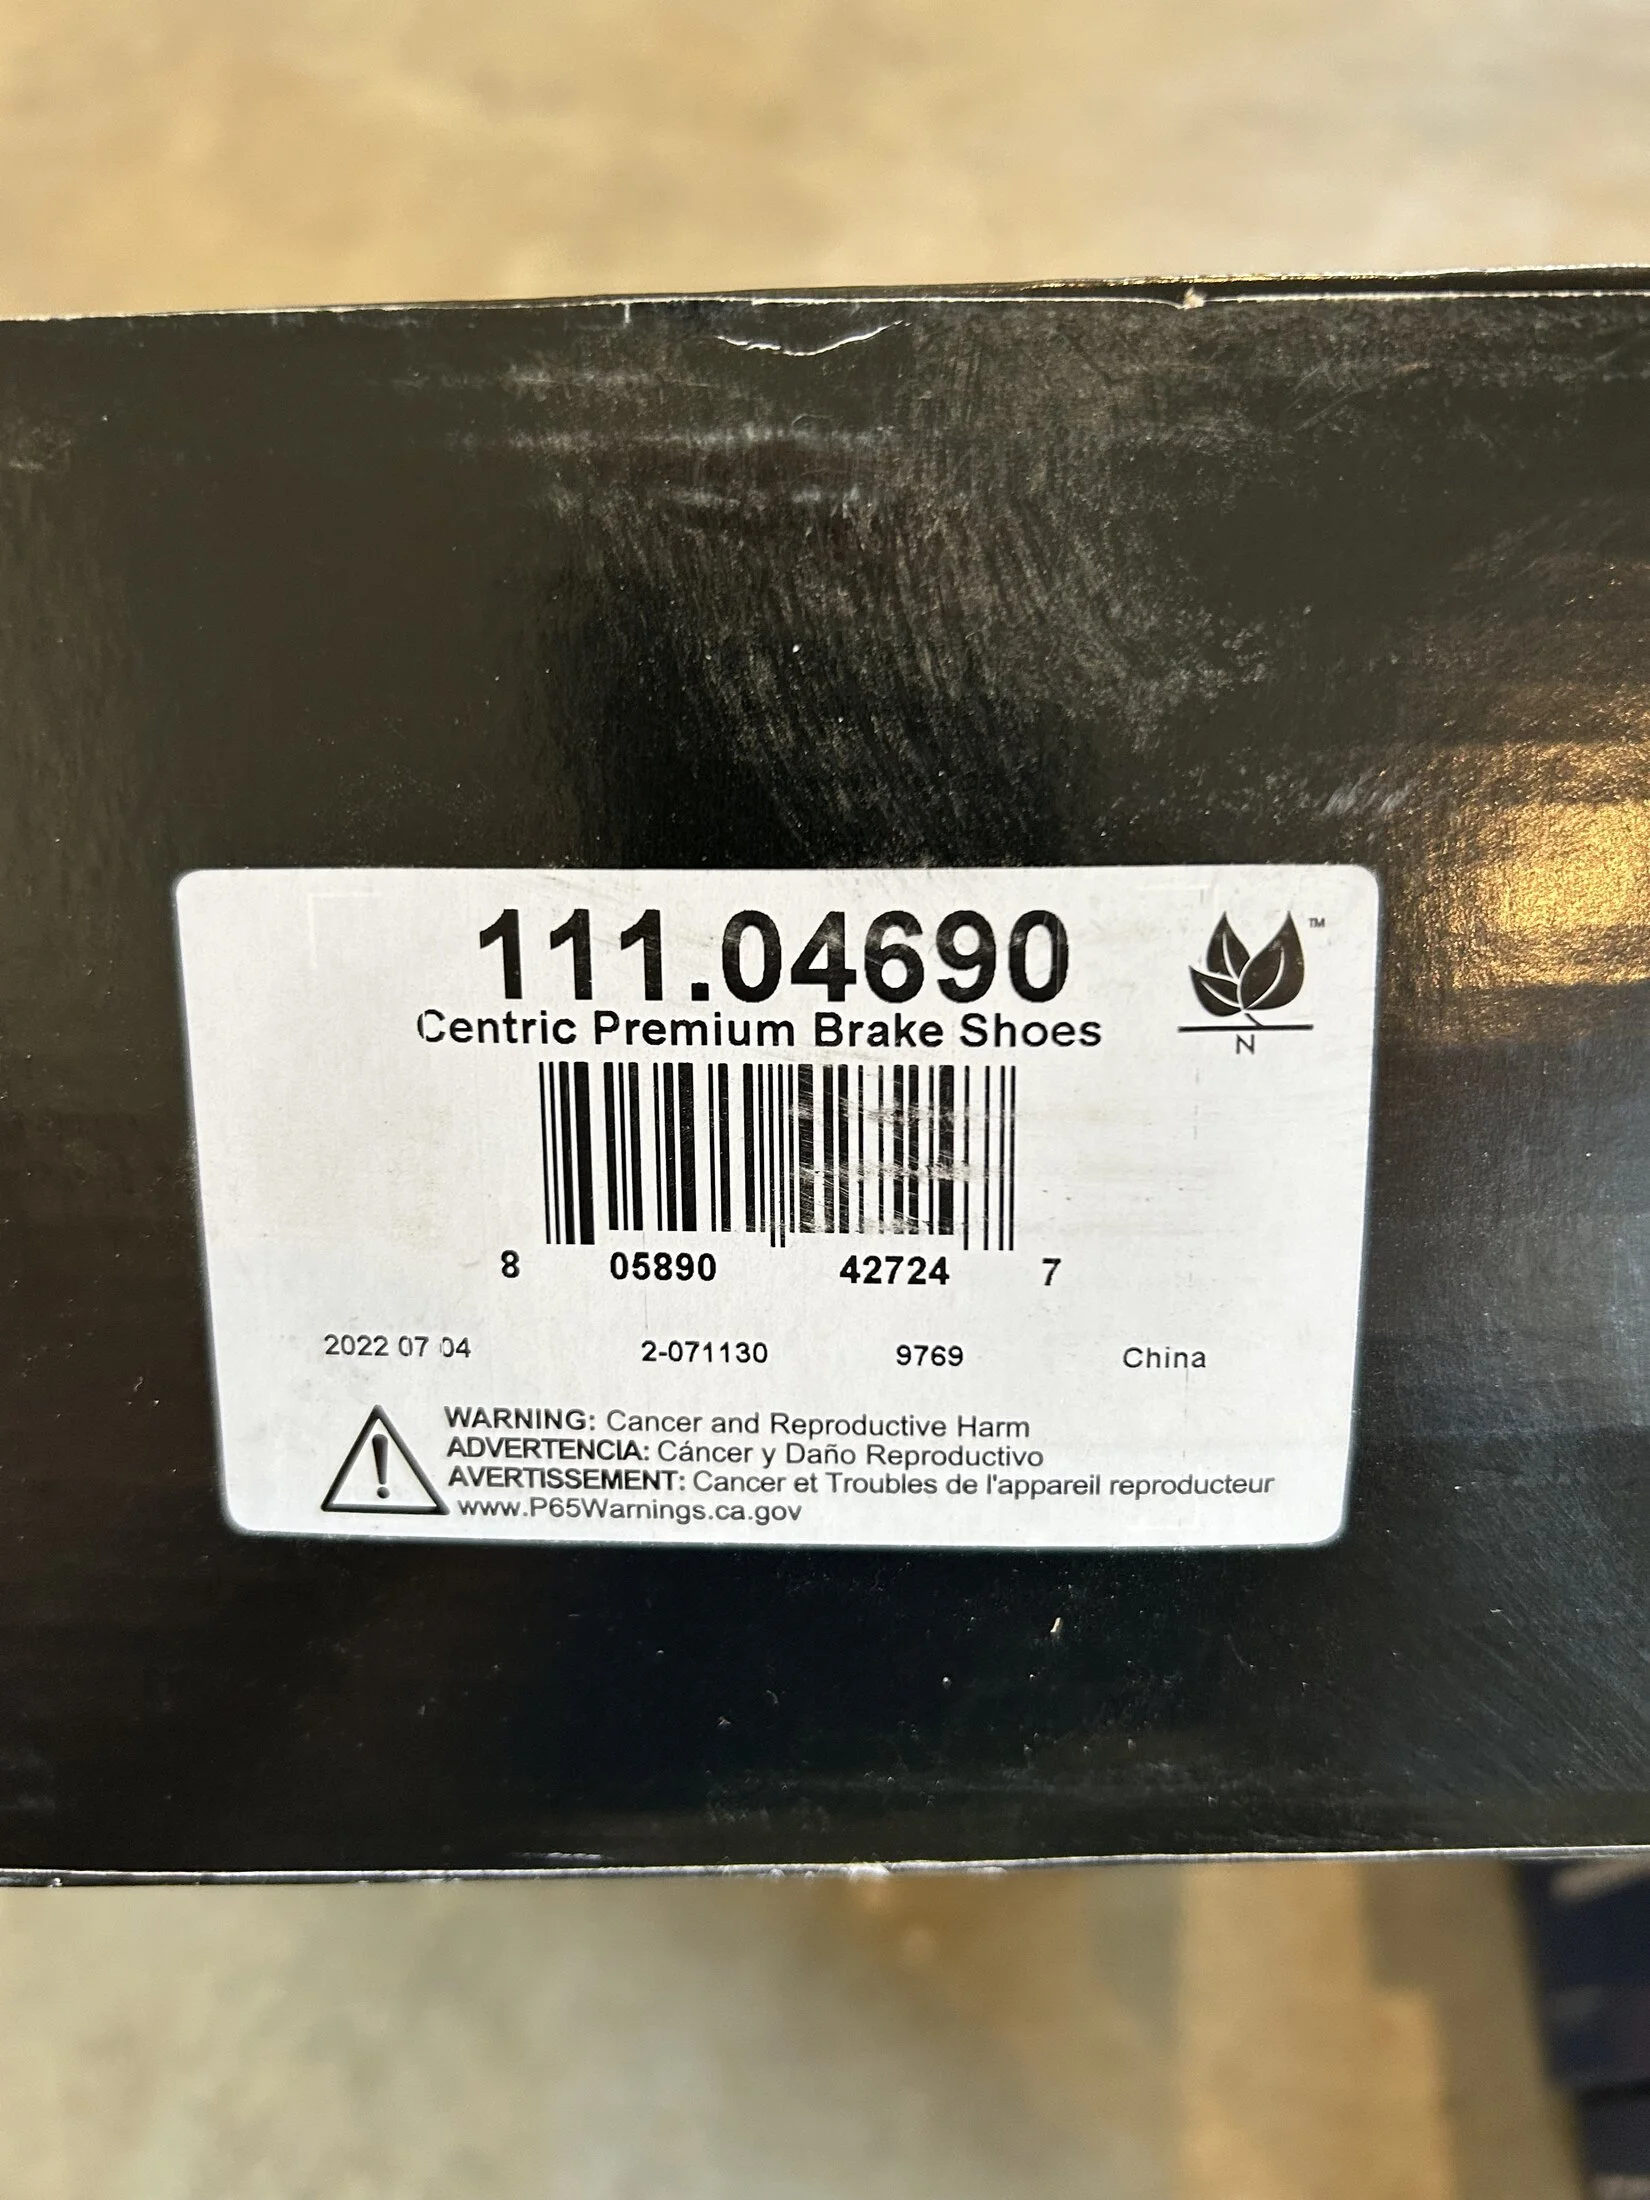 111.04690
TM
Centric Premium Brake Shoes
N
8 05890 42724 7
2022 07 04 2-071130 9769 China
WARNING: Cancer and Reproductive Harm
ADVERTENCIA: Cáncer y Daño Reproductivo
AVERTISSEMENT: Cancer et Troubles de l'appareil reproducteur
www.P65Warnings.ca.gov